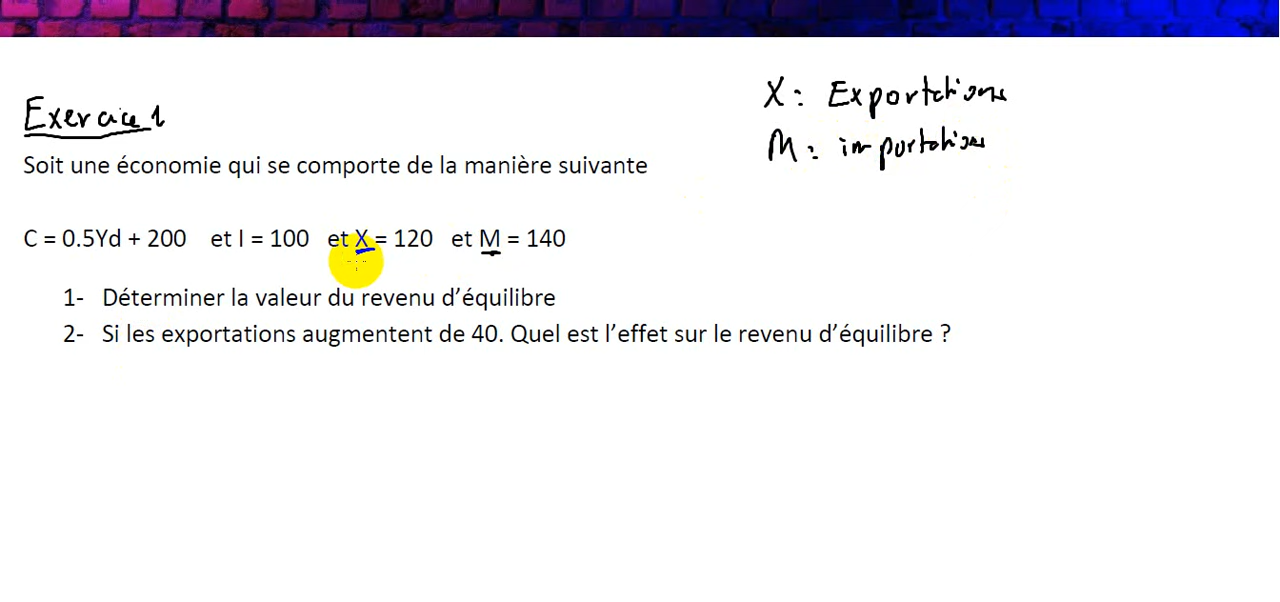 Exercice 1
X : Exportations
M : importations
Soit une économie qui se comporte de la manière suivante
C = 0.5Yd + 200 et I = 100 et X = 120 et M = 140
1- Déterminer la valeur du revenu d’équilibre
2- Si les exportations augmentent de 40. Quel est l’effet sur le revenu d’équilibre ?